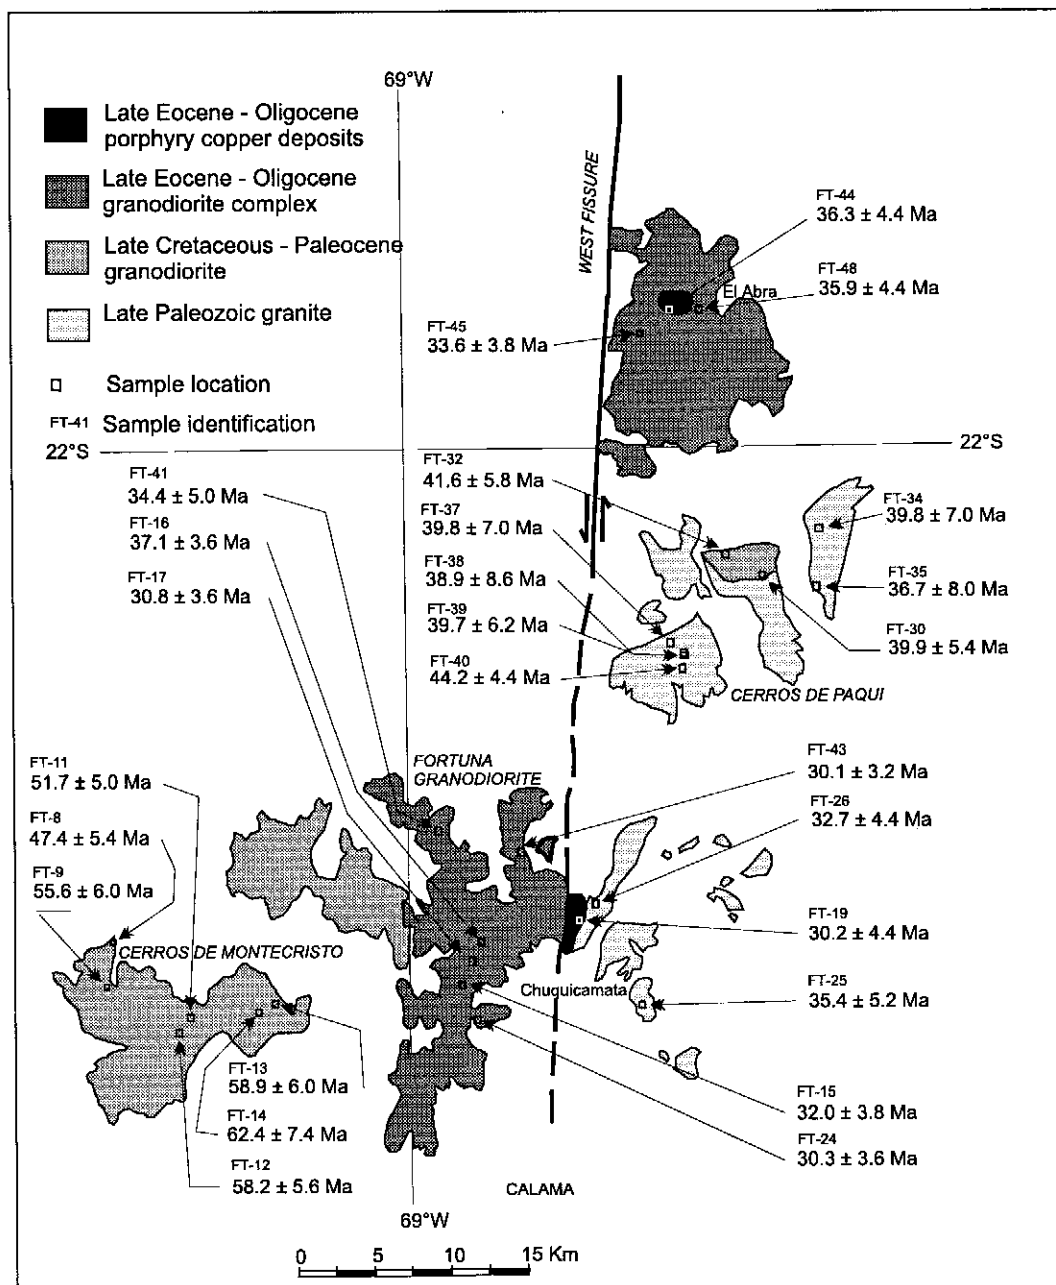 69°W
Late Eocene - Oligocene
porphyry copper deposits
Late Eocene - Oligocene
granodiorite complex
Late Cretaceous - Paleocene
granodiorite
Late Paleozoic granite
Sample location
FT-41 Sample identification
22°S
22°S
WEST FISSURE
FT-44
36.3 ± 4.4 Ma
FT-48
35.9 ± 4.4 Ma
El Abra
FT-45
33.6 ± 3.8 Ma
FT-41
34.4 ± 5.0 Ma
FT-16
37.1 ± 3.6 Ma
FT-17
30.8 ± 3.6 Ma
FT-32
41.6 ± 5.8 Ma
FT-37
39.8 ± 7.0 Ma
FT-38
38.9 ± 8.6 Ma
FT-39
39.7 ± 6.2 Ma
FT-40
44.2 ± 4.4 Ma
FT-34
39.8 ± 7.0 Ma
FT-35
36.7 ± 8.0 Ma
FT-30
39.9 ± 5.4 Ma
CERROS DE PAQUI
FORTUNA
GRANODIORITE
FT-43
30.1 ± 3.2 Ma
FT-26
32.7 ± 4.4 Ma
FT-19
30.2 ± 4.4 Ma
FT-25
35.4 ± 5.2 Ma
FT-11
51.7 ± 5.0 Ma
FT-8
47.4 ± 5.4 Ma
FT-9
55.6 ± 6.0 Ma
CERROS DE MONTECRISTO
Chuquicamata
FT-13
58.9 ± 6.0 Ma
FT-14
62.4 ± 7.4 Ma
FT-12
58.2 ± 5.6 Ma
FT-15
32.0 ± 3.8 Ma
FT-24
30.3 ± 3.6 Ma
CALAMA
69°W
0 5 10 15 Km